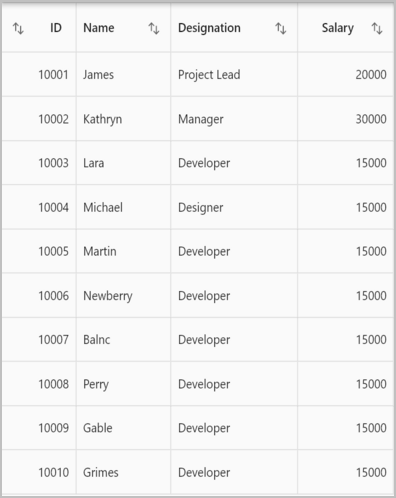 ID Name Designation Salary
10001 James Project Lead 20000
10002 Kathryn Manager 30000
10003 Lara Developer 15000
10004 Michael Designer 15000
10005 Martin Developer 15000
10006 Newberry Developer 15000
10007 Balnc Developer 15000
10008 Perry Developer 15000
10009 Gable Developer 15000
10010 Grimes Developer 15000